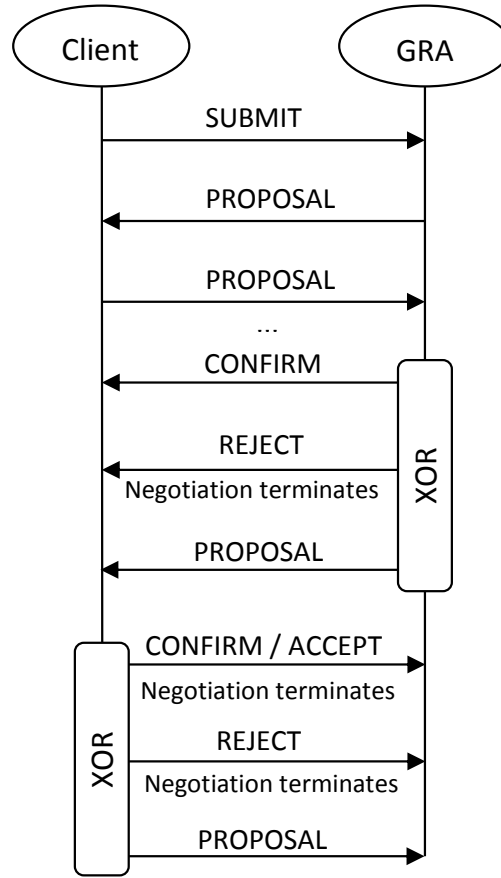 Client
GRA
SUBMIT
PROPOSAL
PROPOSAL
...
CONFIRM
REJECT
Negotiation terminates
XOR
PROPOSAL
CONFIRM / ACCEPT
Negotiation terminates
XOR
REJECT
Negotiation terminates
PROPOSAL